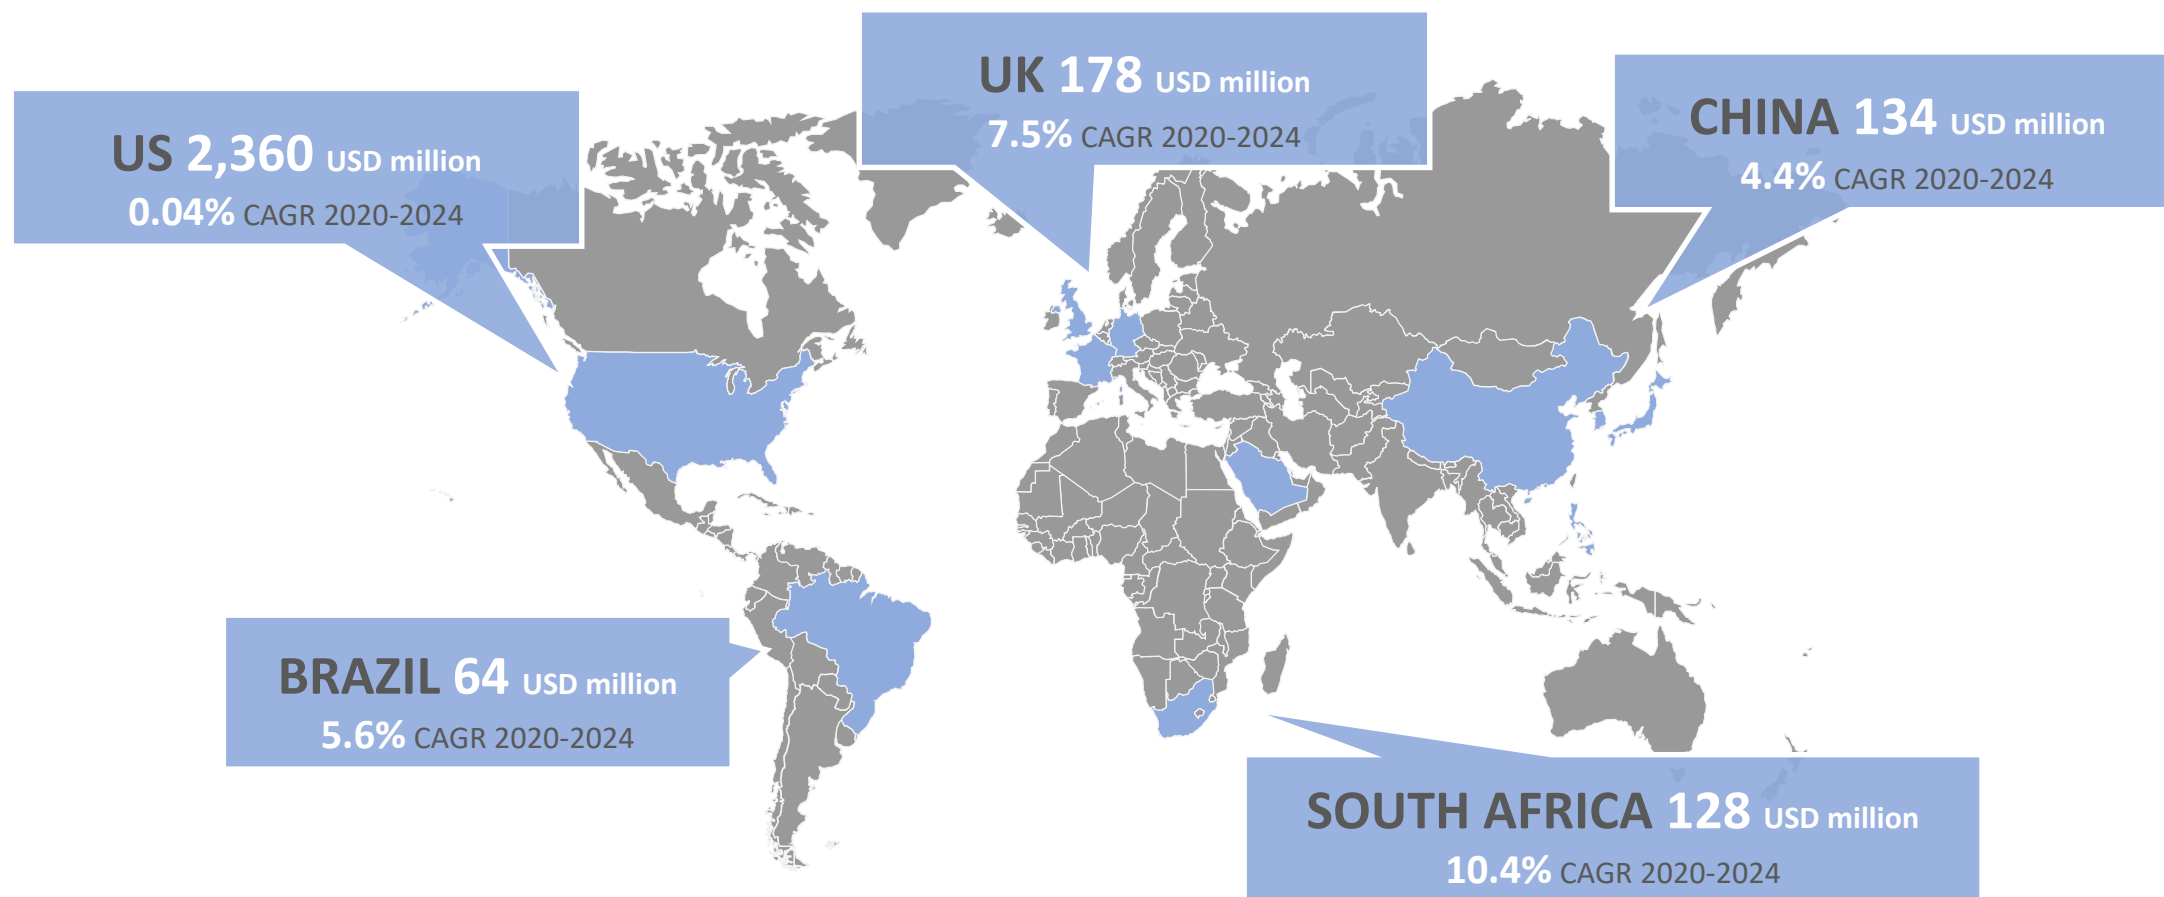 US 2,360 USD million
0.04% CAGR 2020-2024
UK 178 USD million
7.5% CAGR 2020-2024
CHINA 134 USD million
4.4% CAGR 2020-2024
BRAZIL 64 USD million
5.6% CAGR 2020-2024
SOUTH AFRICA 128 USD million
10.4% CAGR 2020-2024